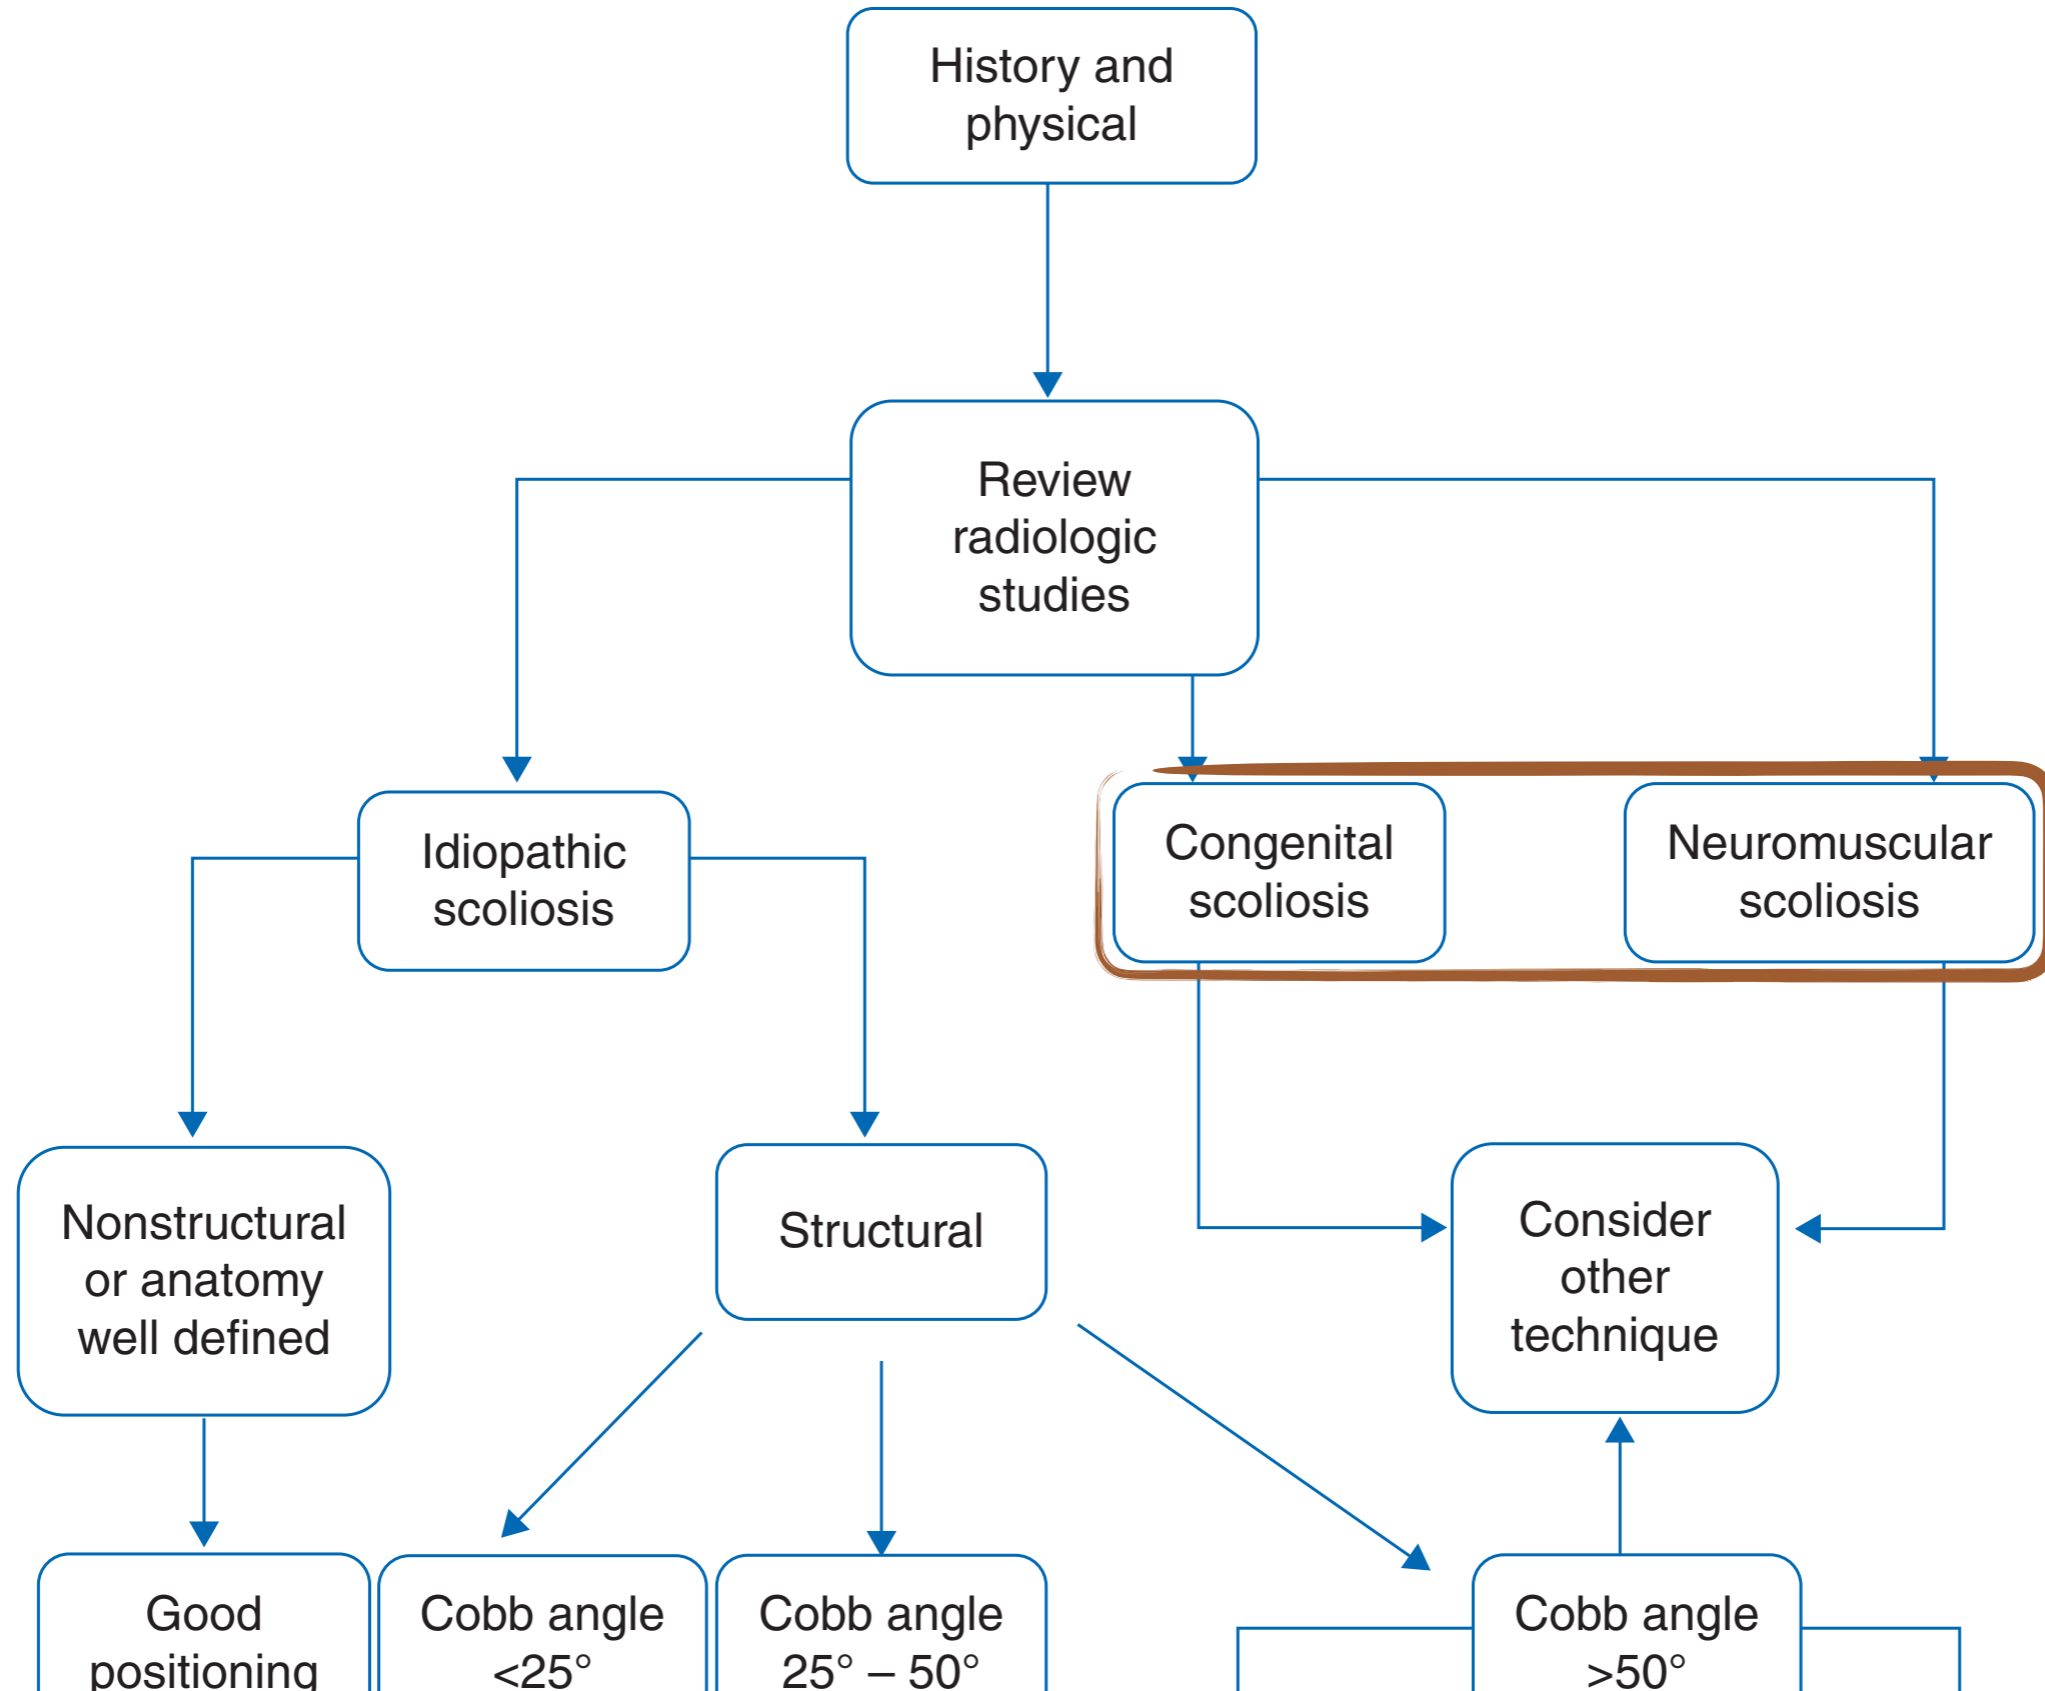 History and
physical
Review
radiologic
studies
Idiopathic
scoliosis
Congenital
scoliosis
Neuromuscular
scoliosis
Nonstructural
or anatomy
well defined
Structural
Consider
other
technique
Good
positioning
Cobb angle
<25°
Cobb angle
25° – 50°
Cobb angle
>50°